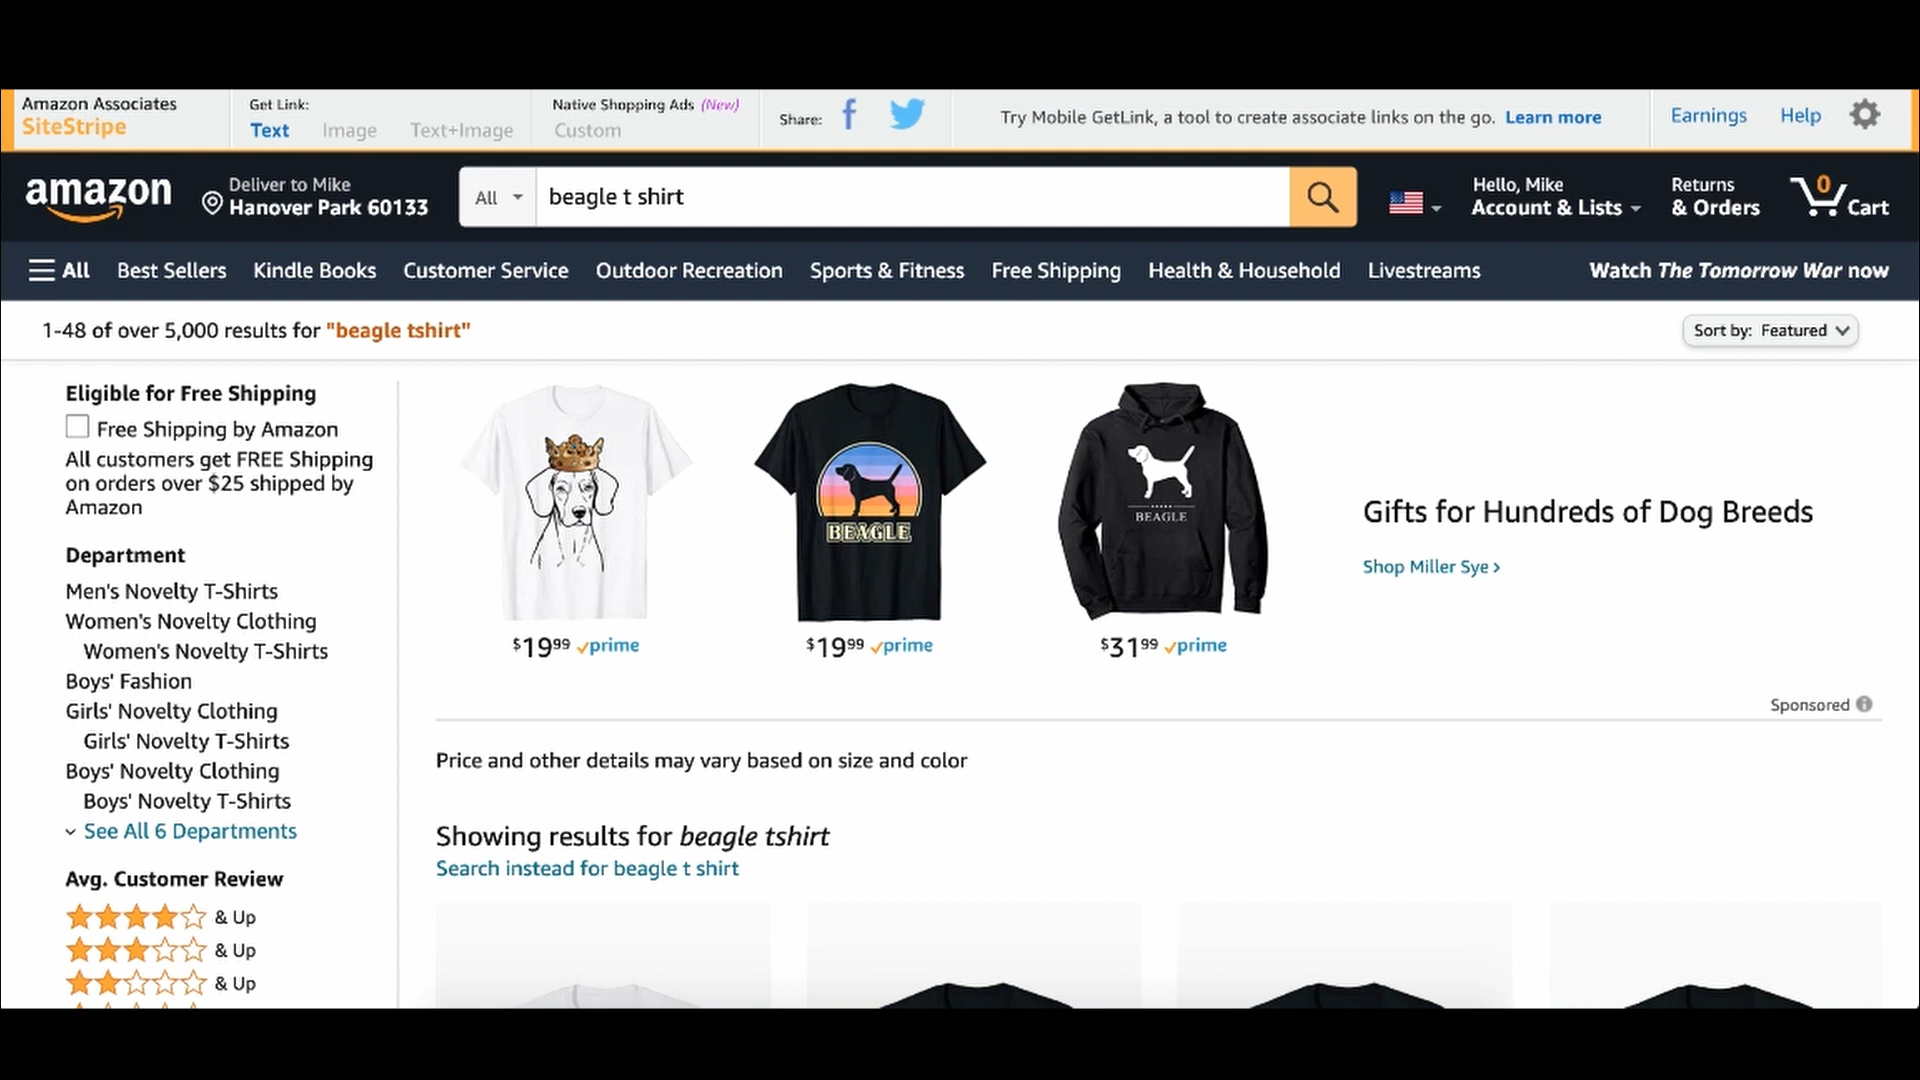 Amazon Associates
SiteStripe
Get Link:
Text Image Text+Image
Native Shopping Ads (New)
Custom
Share:
Try Mobile GetLink, a tool to create associate links on the go. Learn more
Earnings Help
amazon
Deliver to Mike
Hanover Park 60133
All
beagle t shirt
Hello, Mike
Account & Lists
Returns
& Orders
0
Cart
All Best Sellers Kindle Books Customer Service Outdoor Recreation Sports & Fitness Free Shipping Health & Household Livestreams Watch The Tomorrow War now
1-48 of over 5,000 results for "beagle tshirt"
Sort by: Featured
Eligible for Free Shipping
Free Shipping by Amazon
All customers get FREE Shipping
on orders over $25 shipped by
Amazon
Department
Men's Novelty T-Shirts
Women's Novelty Clothing
Women's Novelty T-Shirts
Boys' Fashion
Girls' Novelty Clothing
Girls' Novelty T-Shirts
Boys' Novelty Clothing
Boys' Novelty T-Shirts
See All 6 Departments
Avg. Customer Review
& Up
& Up
& Up
BEAGLE
BEAGLE
$19.99 prime
$19.99 prime
$31.99 prime
Gifts for Hundreds of Dog Breeds
Shop Miller Sye ›
Sponsored
Price and other details may vary based on size and color
Showing results for beagle tshirt
Search instead for beagle t shirt